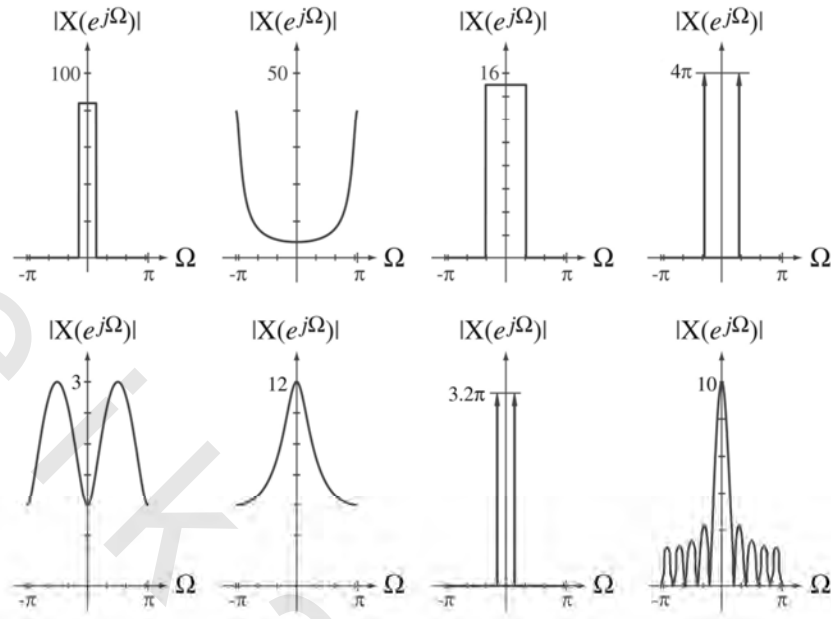 |X(e^{jΩ})| |X(e^{jΩ})| |X(e^{jΩ})| |X(e^{jΩ})|
100 50 16 4π
-π π Ω -π π Ω -π π Ω -π π Ω
|X(e^{jΩ})| |X(e^{jΩ})| |X(e^{jΩ})| |X(e^{jΩ})|
3 12 3.2π 10
-π π Ω -π π Ω -π π Ω -π π Ω